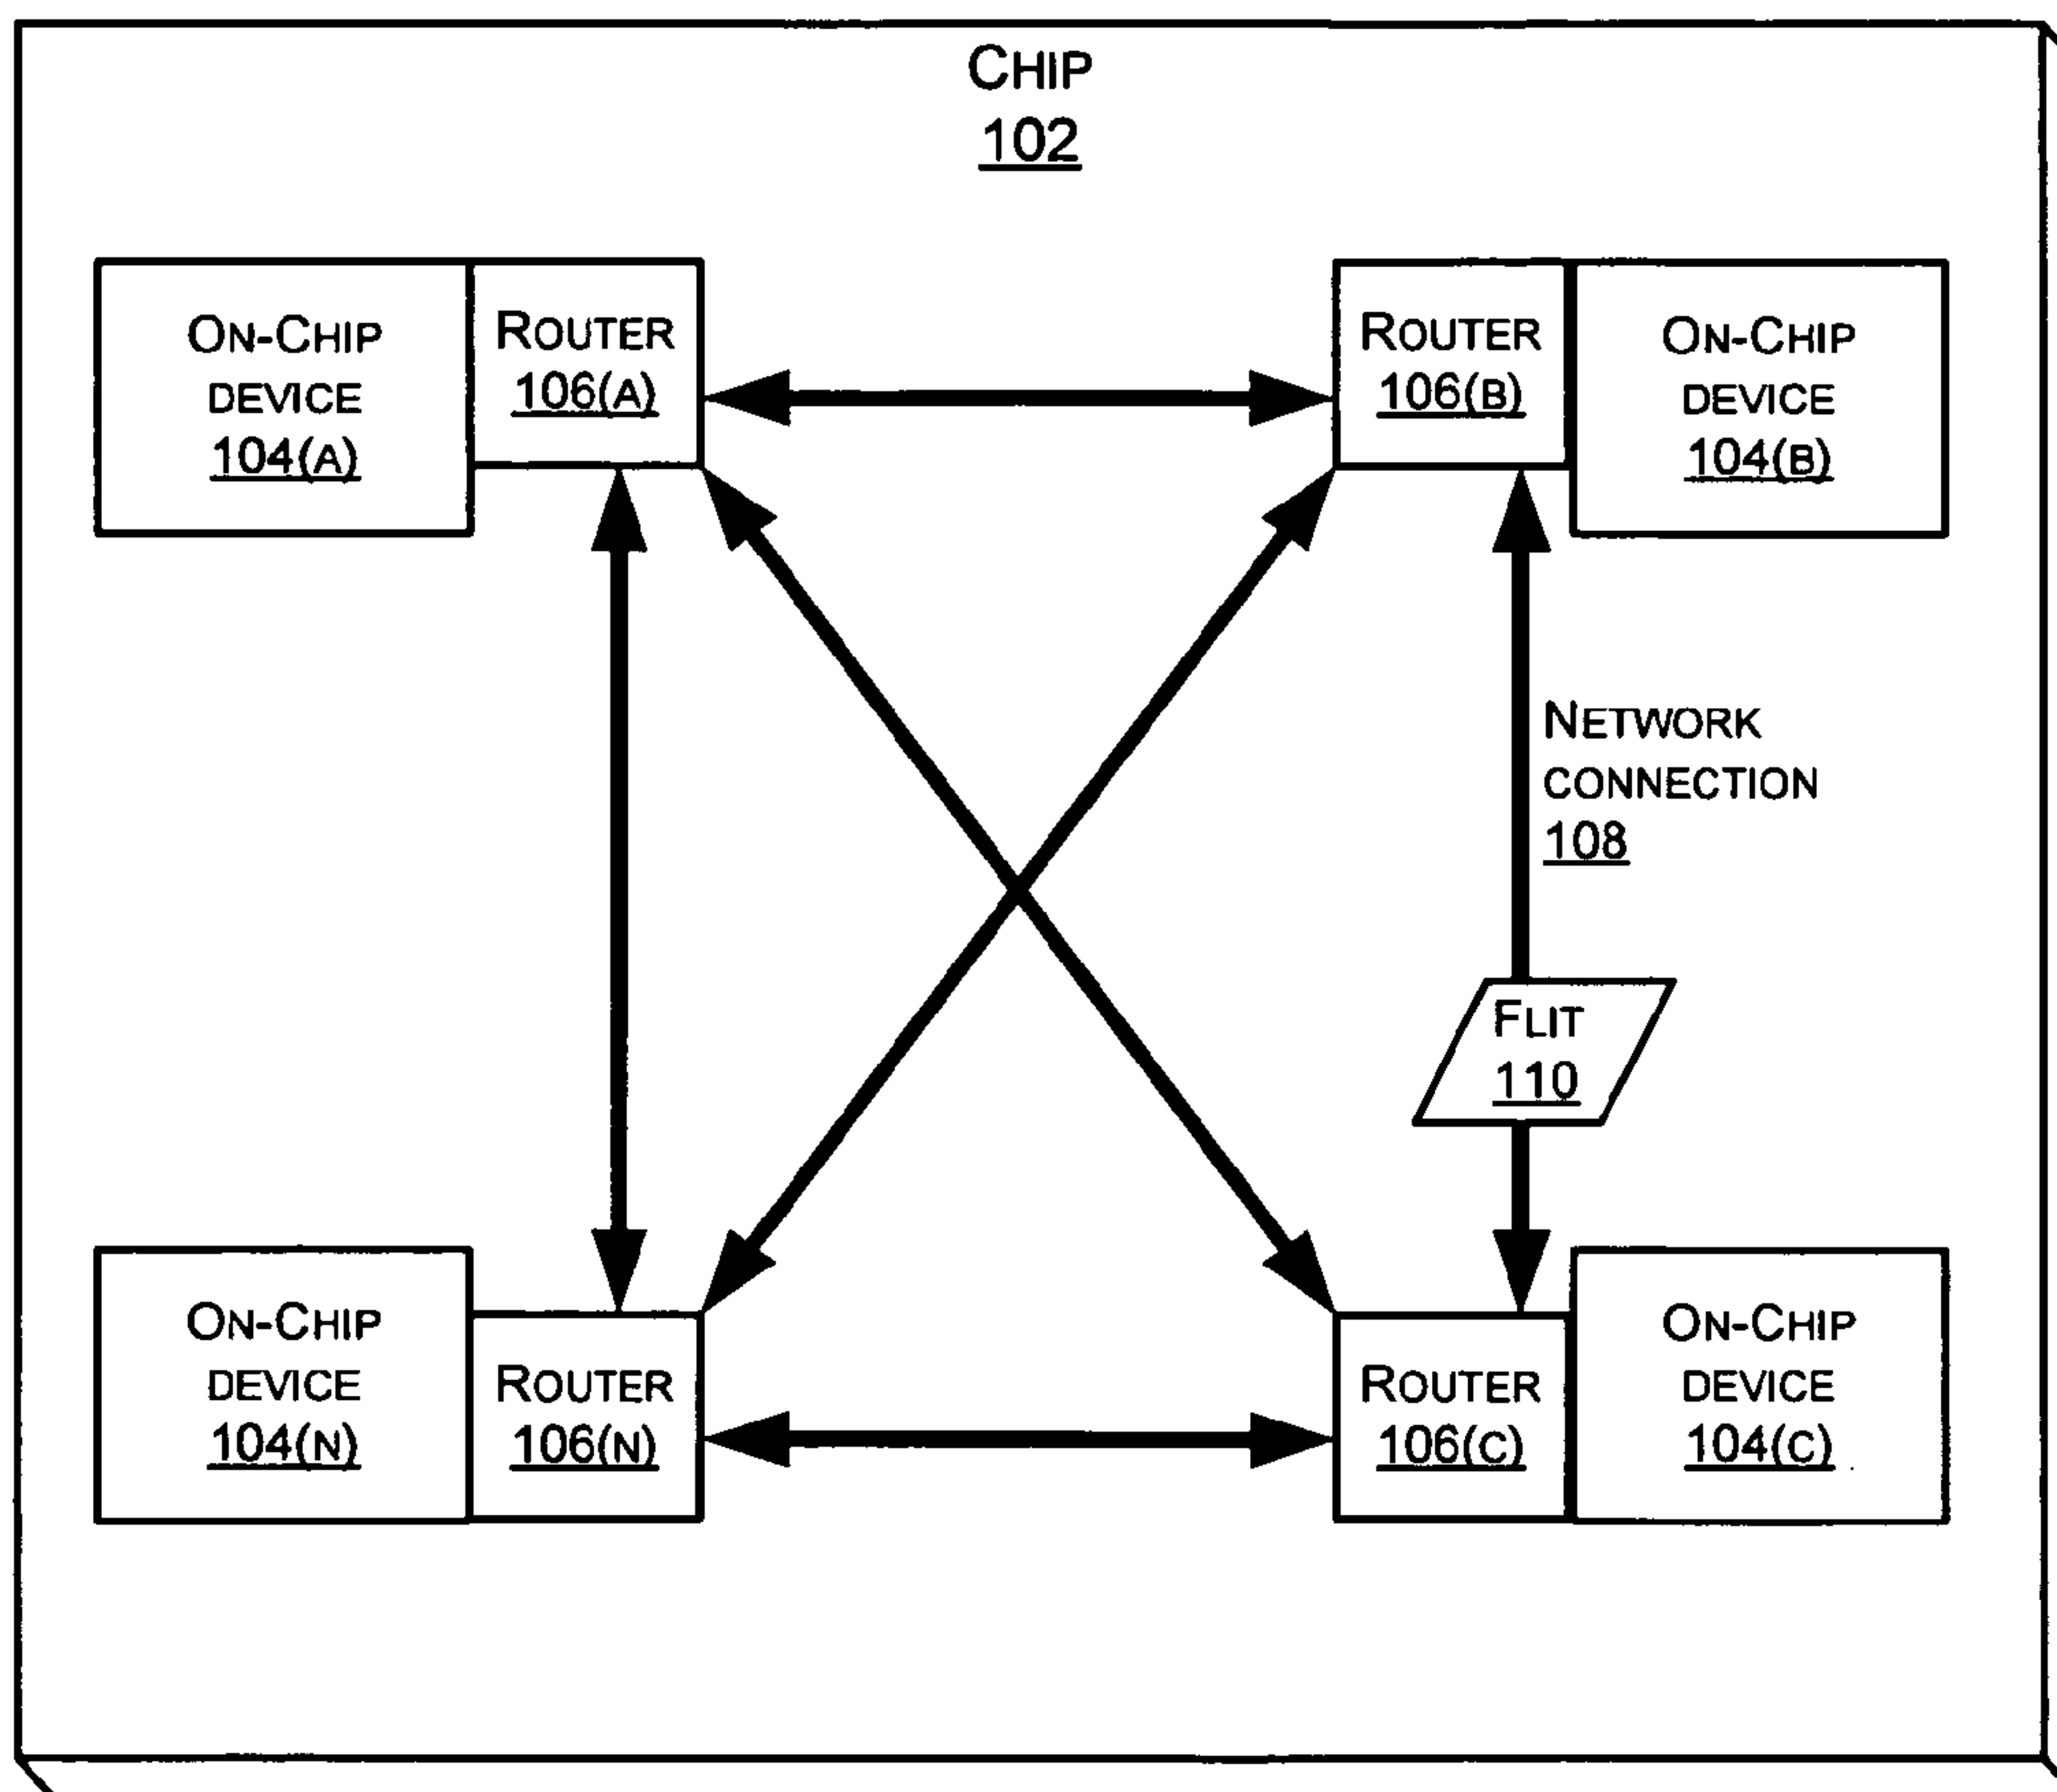 CHIP
102
ON-CHIP
DEVICE
104(A)
ROUTER
106(A)
ROUTER
106(B)
ON-CHIP
DEVICE
104(B)
NETWORK
CONNECTION
108
FLIT
110
ON-CHIP
DEVICE
104(N)
ROUTER
106(N)
ROUTER
106(C)
ON-CHIP
DEVICE
104(C)